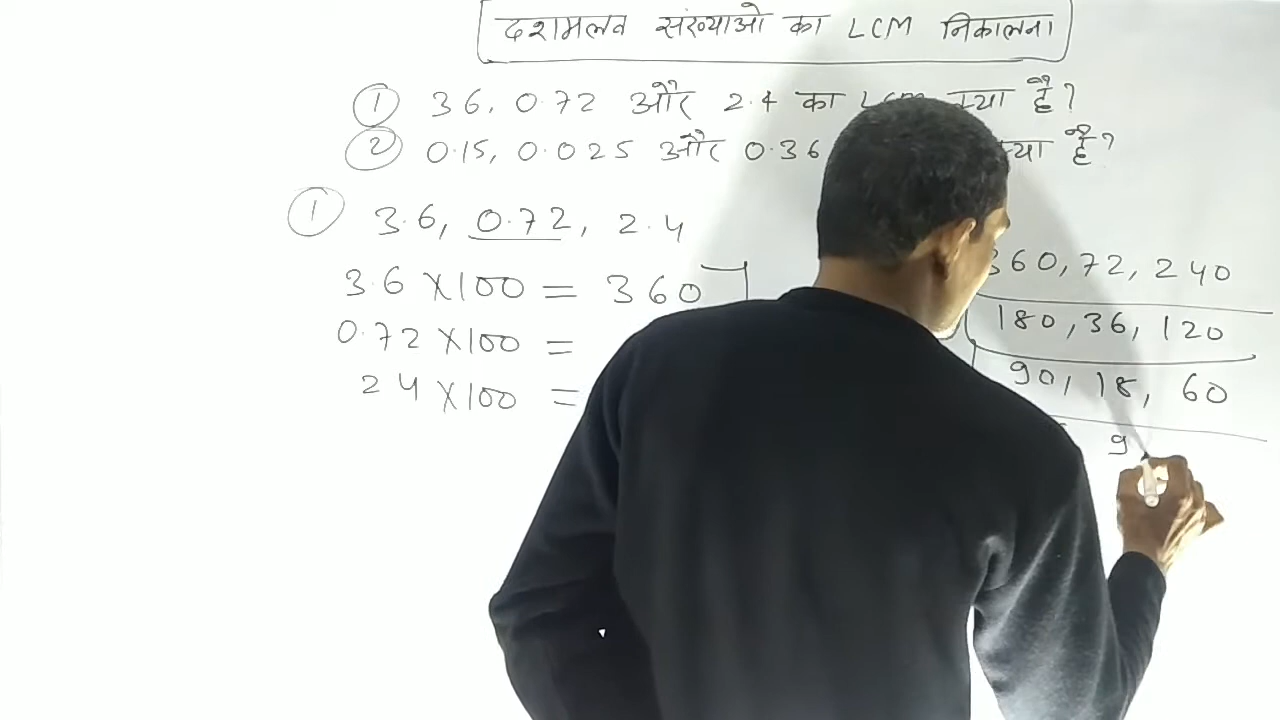 दशमलव संख्याओ का LCM निकालना
① 3.6, 0.72 और 2.4 का LCM क्या है?
② 0.15, 0.025 और 0.36 क्या है?
① 3.6, 0.72, 2.4
3.6 × 100 = 360
0.72 × 100 =
2 4 × 100 =
360, 72, 240
180, 36, 120
90, 18, 60
9